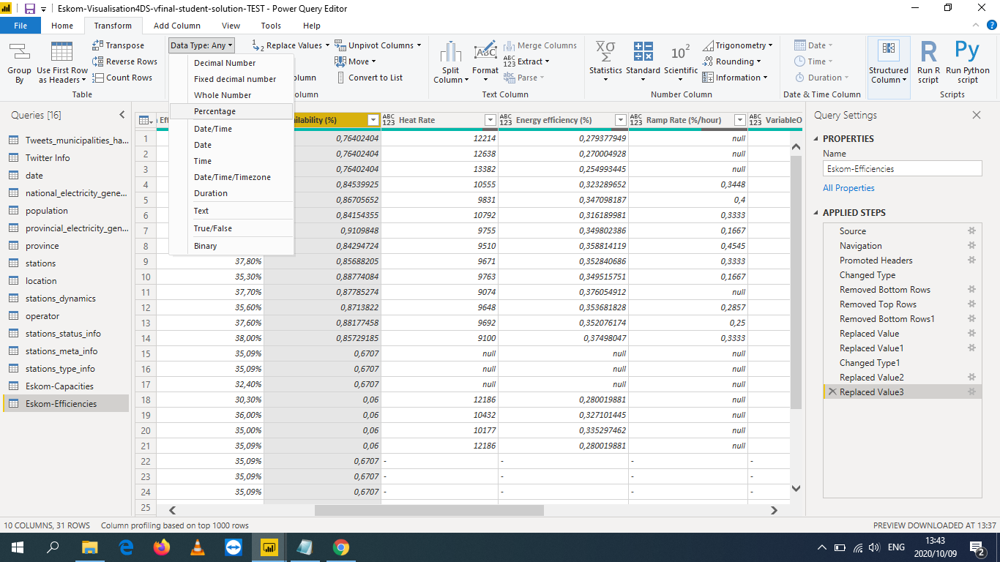 Eskom-Visualisation4DS-vfinal-student-solution-TEST - Power Query Editor
File Home Transform Add Column View Tools Help
Group By
Use First Row as Headers
Transpose
Reverse Rows
Count Rows
Table
Data Type: Any
Replace Values
Unpivot Columns
Move
Convert to List
Split Column
Format
Merge Columns
Extract
Parse
Text Column
Statistics
Standard
Scientific
10²
Trigonometry
Rounding
Information
Number Column
Date
Time
Duration
Date & Time Column
Structured Column
Run R script
Run Python script
Scripts
Decimal Number
Fixed decimal number
Whole Number
Percentage
Date/Time
Date
Time
Date/Time/Timezone
Duration
Text
True/False
Binary
Queries [16]
Tweets_municipalities_ha...
Twitter Info
date
national_electricity_gene...
population
provincial_electricity_gen...
province
stations
location
stations_dynamics
operator
stations_status_info
stations_meta_info
stations_type_info
Eskom-Capacities
Eskom-Efficiencies
ability (%) ABC 123 Heat Rate ABC 123 Energy efficiency (%) ABC 123 Ramp Rate (%/hour) ABC 123 VariableO
1 0,76402404 12214 0,279377949 null
2 0,76402404 12638 0,270004928 null
3 0,76402404 13382 0,254993445 null
4 0,84539925 10555 0,323289652 0,3448
5 0,86705652 9831 0,347098187 0,4
6 0,84154355 10792 0,316189981 0,3333
7 0,9109848 9755 0,349802386 0,1667
8 0,84294724 9510 0,358814119 0,4545
9 37,80% 0,85688205 9671 0,352840686 0,3333
10 35,30% 0,88774084 9763 0,349515751 0,1667
11 37,70% 0,87785274 9074 0,376054912 null
12 35,60% 0,8713822 9648 0,353681828 0,2857
13 37,60% 0,88177458 9692 0,352076174 0,25
14 38,00% 0,85729185 9100 0,37498047 0,3333
15 35,09% 0,6707 null null null
16 35,09% 0,6707 null null null
17 32,40% 0,6707 null null null
18 30,30% 0,06 12186 0,280019881 null
19 36,00% 0,06 10432 0,327101445 null
20 35,00% 0,06 10177 0,335297462 null
21 35,09% 0,06 12186 0,280019881 null
22 35,09% 0,6707 - - - -
23 35,09% 0,6707 - - - -
24 35,09% 0,6707 - - - -
25
Query Settings
PROPERTIES
Name
Eskom-Efficiencies
All Properties
APPLIED STEPS
Source
Navigation
Promoted Headers
Changed Type
Removed Bottom Rows
Removed Top Rows
Removed Bottom Rows1
Replaced Value
Replaced Value1
Changed Type1
Replaced Value2
Replaced Value3
10 COLUMNS, 31 ROWS Column profiling based on top 1000 rows PREVIEW DOWNLOADED AT 13:37
ENG
13:43
2020/10/09
2